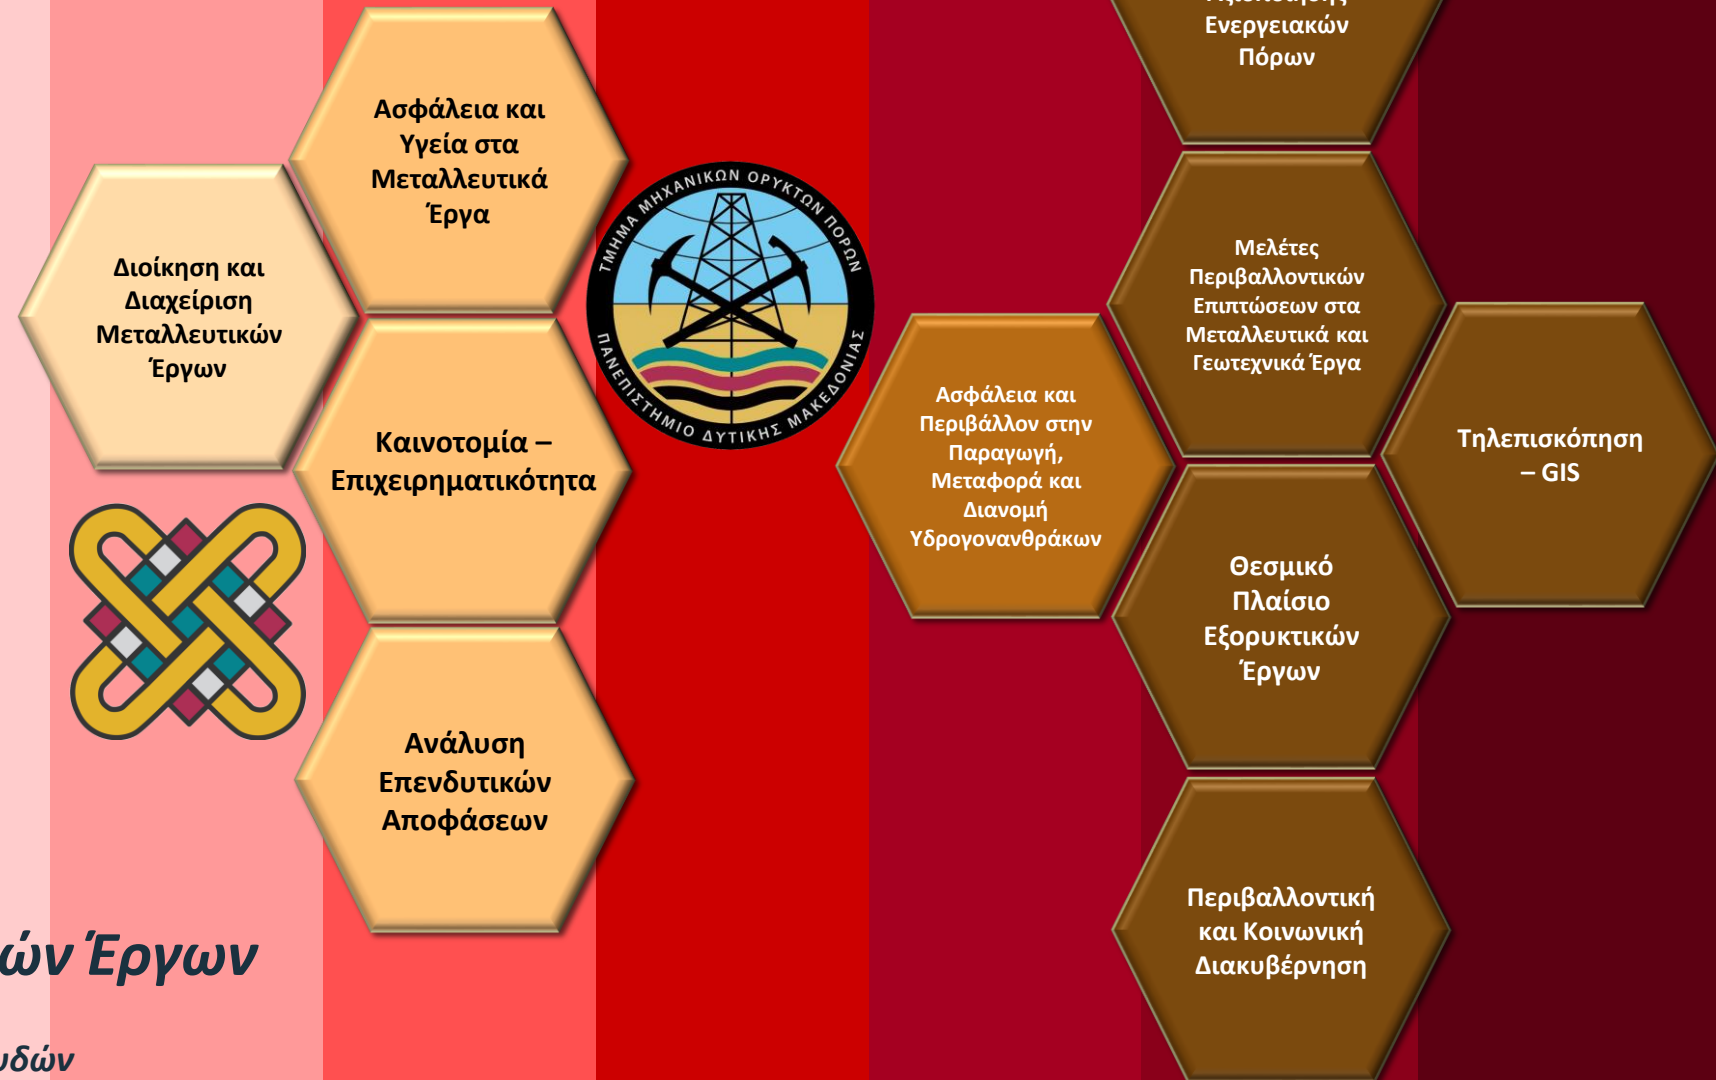 Ενεργειακών
Πόρων
Ασφάλεια και
Υγεία στα
Μεταλλευτικά
Έργα
Διοίκηση και
Διαχείριση
Μεταλλευτικών
Έργων
Καινοτομία –
Επιχειρηματικότητα
Ανάλυση
Επενδυτικών
Αποφάσεων
ΤΜΗΜΑ ΜΗΧΑΝΙΚΩΝ ΟΡΥΚΤΩΝ ΠΟΡΩΝ
ΠΑΝΕΠΙΣΤΗΜΙΟ ΔΥΤΙΚΗΣ ΜΑΚΕΔΟΝΙΑΣ
Ασφάλεια και
Περιβάλλον στην
Παραγωγή,
Μεταφορά και
Διανομή
Υδρογονανθράκων
Μελέτες
Περιβαλλοντικών
Επιπτώσεων στα
Μεταλλευτικά και
Γεωτεχνικά Έργα
Τηλεπισκόπηση
– GIS
Θεσμικό
Πλαίσιο
Εξορυκτικών
Έργων
Περιβαλλοντική
και Κοινωνική
Διακυβέρνηση
ών Έργων
υδών